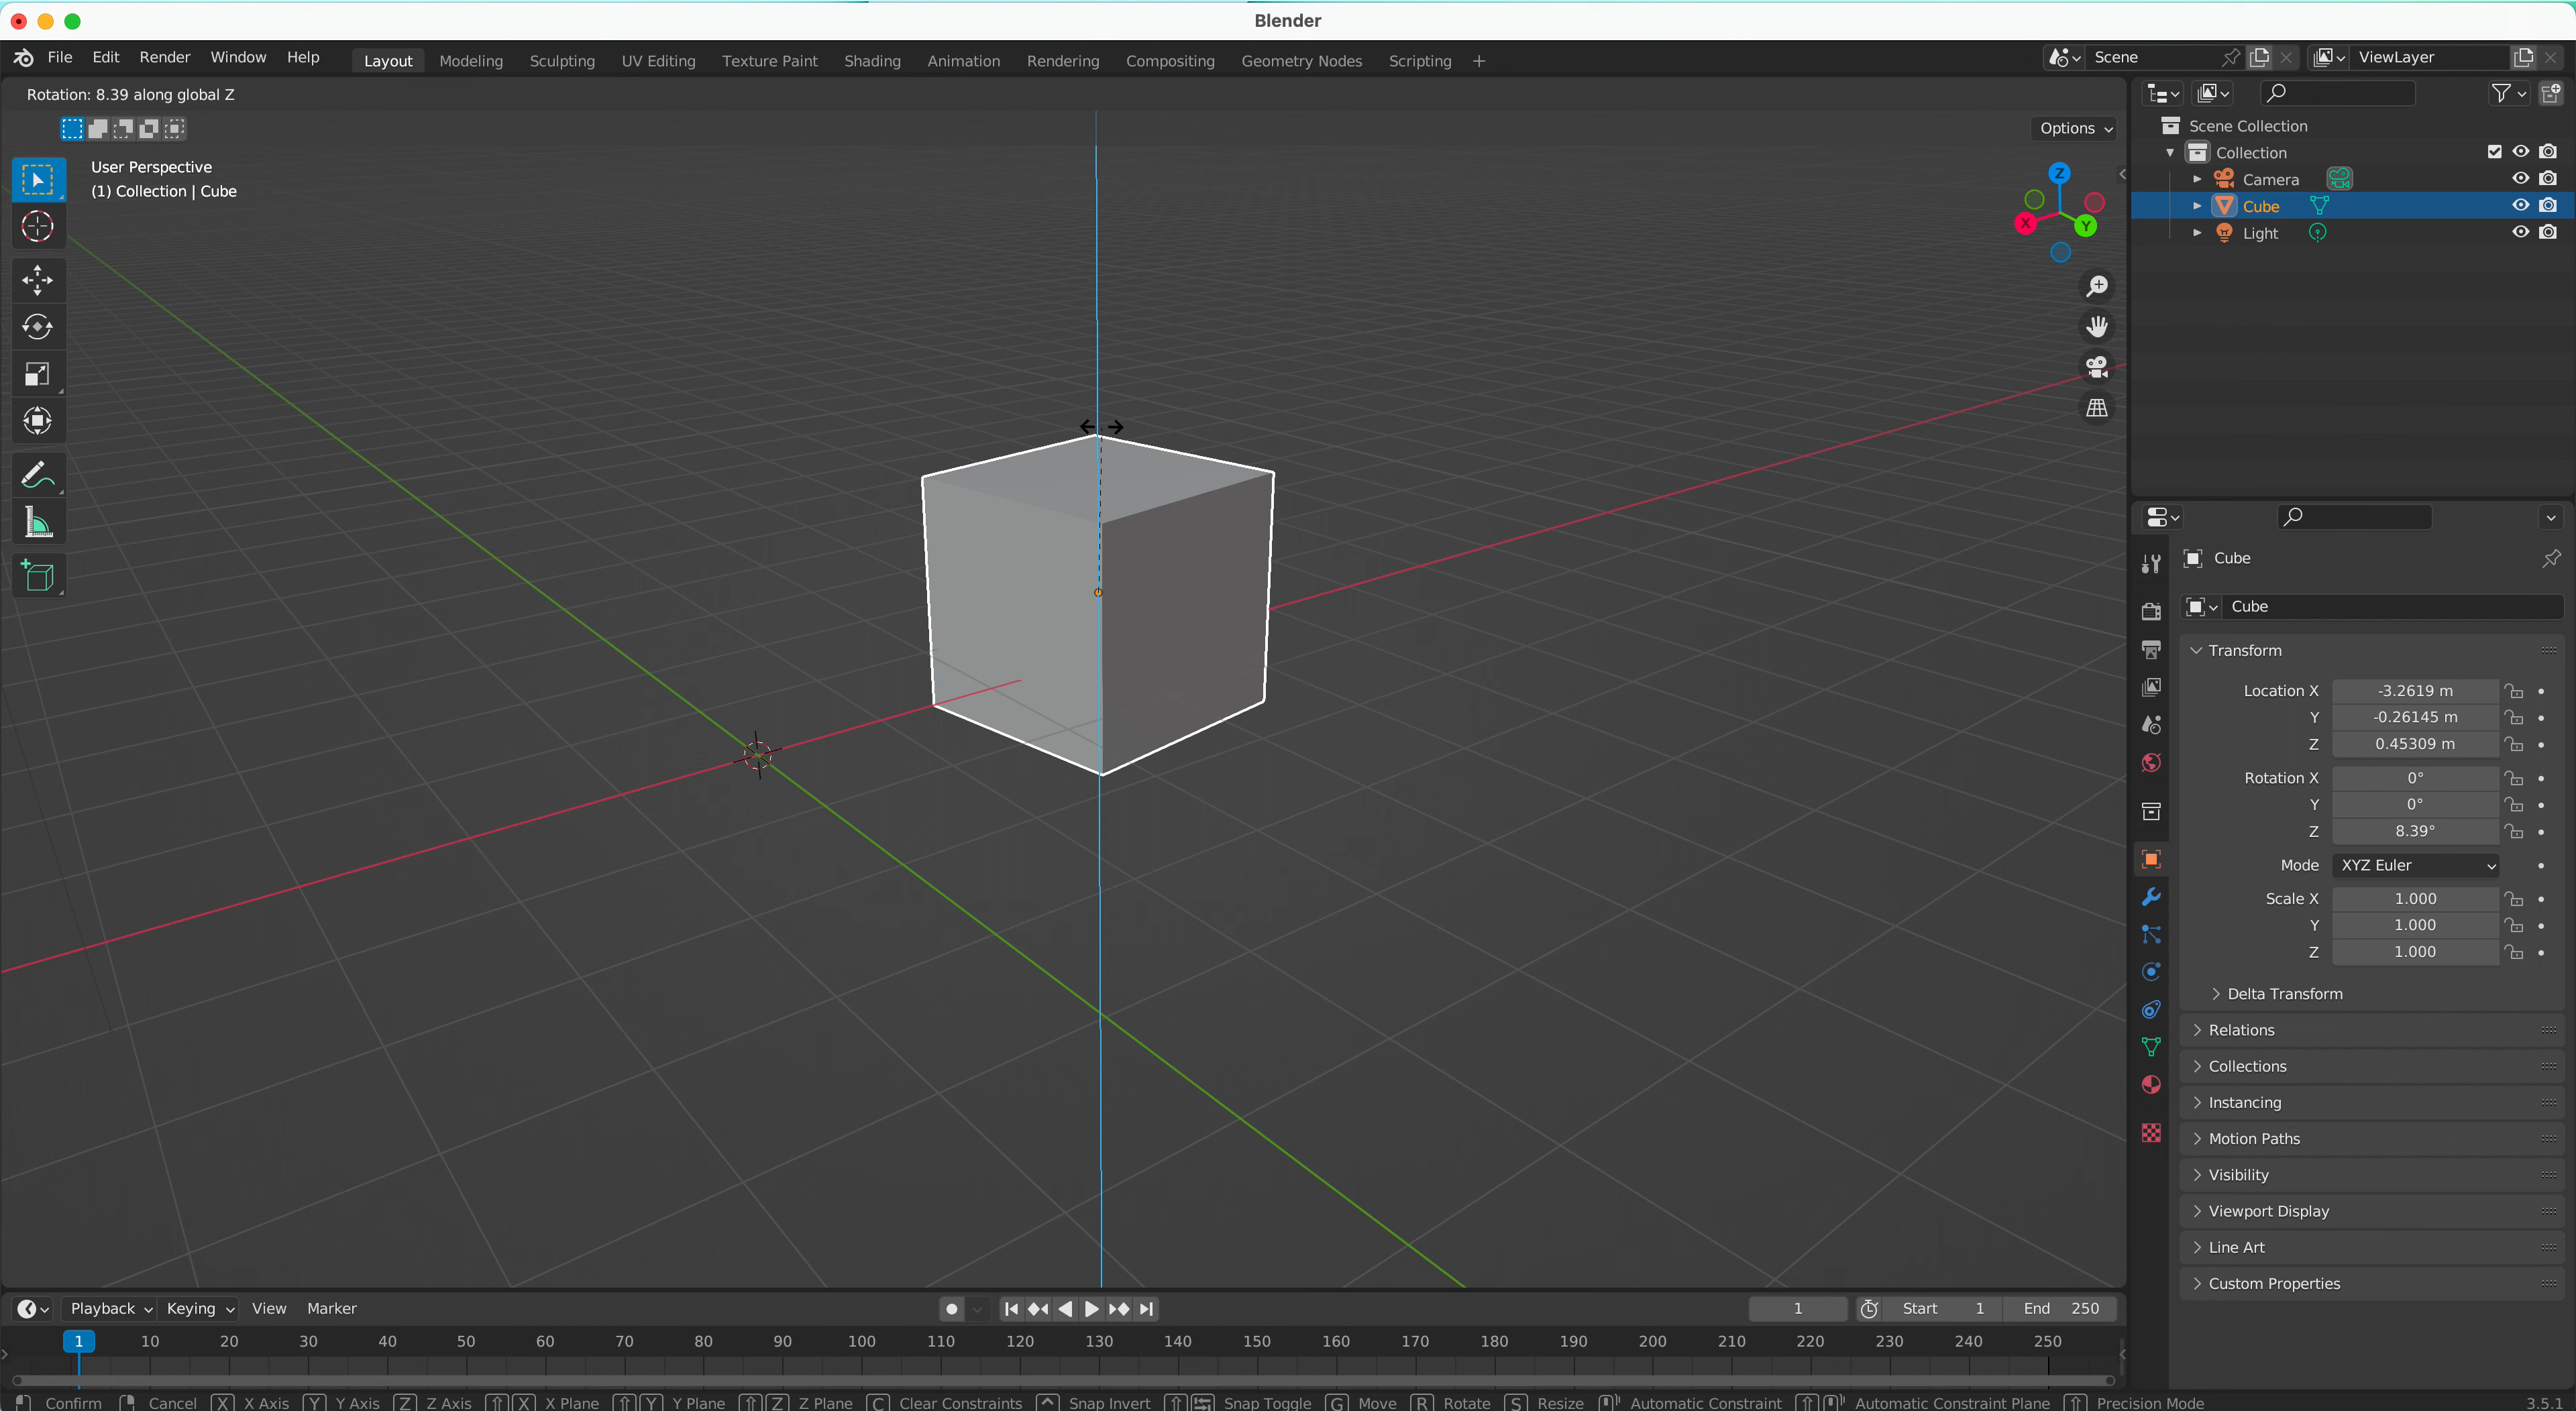 Blender
File Edit Render Window Help Layout Modeling Sculpting UV Editing Texture Paint Shading Animation Rendering Compositing Geometry Nodes Scripting + Scene ViewLayer
Rotation: 8.39 along global Z
Options
User Perspective
(1) Collection | Cube
Z
X
Y
Scene Collection
Collection
Camera
Cube
Light
Cube
Cube
Transform
Location X -3.2619 m
Y -0.26145 m
Z 0.45309 m
Rotation X 0°
Y 0°
Z 8.39°
Mode XYZ Euler
Scale X 1.000
Y 1.000
Z 1.000
Delta Transform
Relations
Collections
Instancing
Motion Paths
Visibility
Viewport Display
Line Art
Custom Properties
Playback Keying View Marker 1 Start 1 End 250
1 10 20 30 40 50 60 70 80 90 100 110 120 130 140 150 160 170 180 190 200 210 220 230 240 250
Confirm Cancel X X Axis Y Y Axis Z Z Axis X X Plane Y Y Plane Z Z Plane C Clear Constraints Snap Invert Snap Toggle G Move R Rotate S Resize Automatic Constraint Automatic Constraint Plane Precision Mode 3.5.1